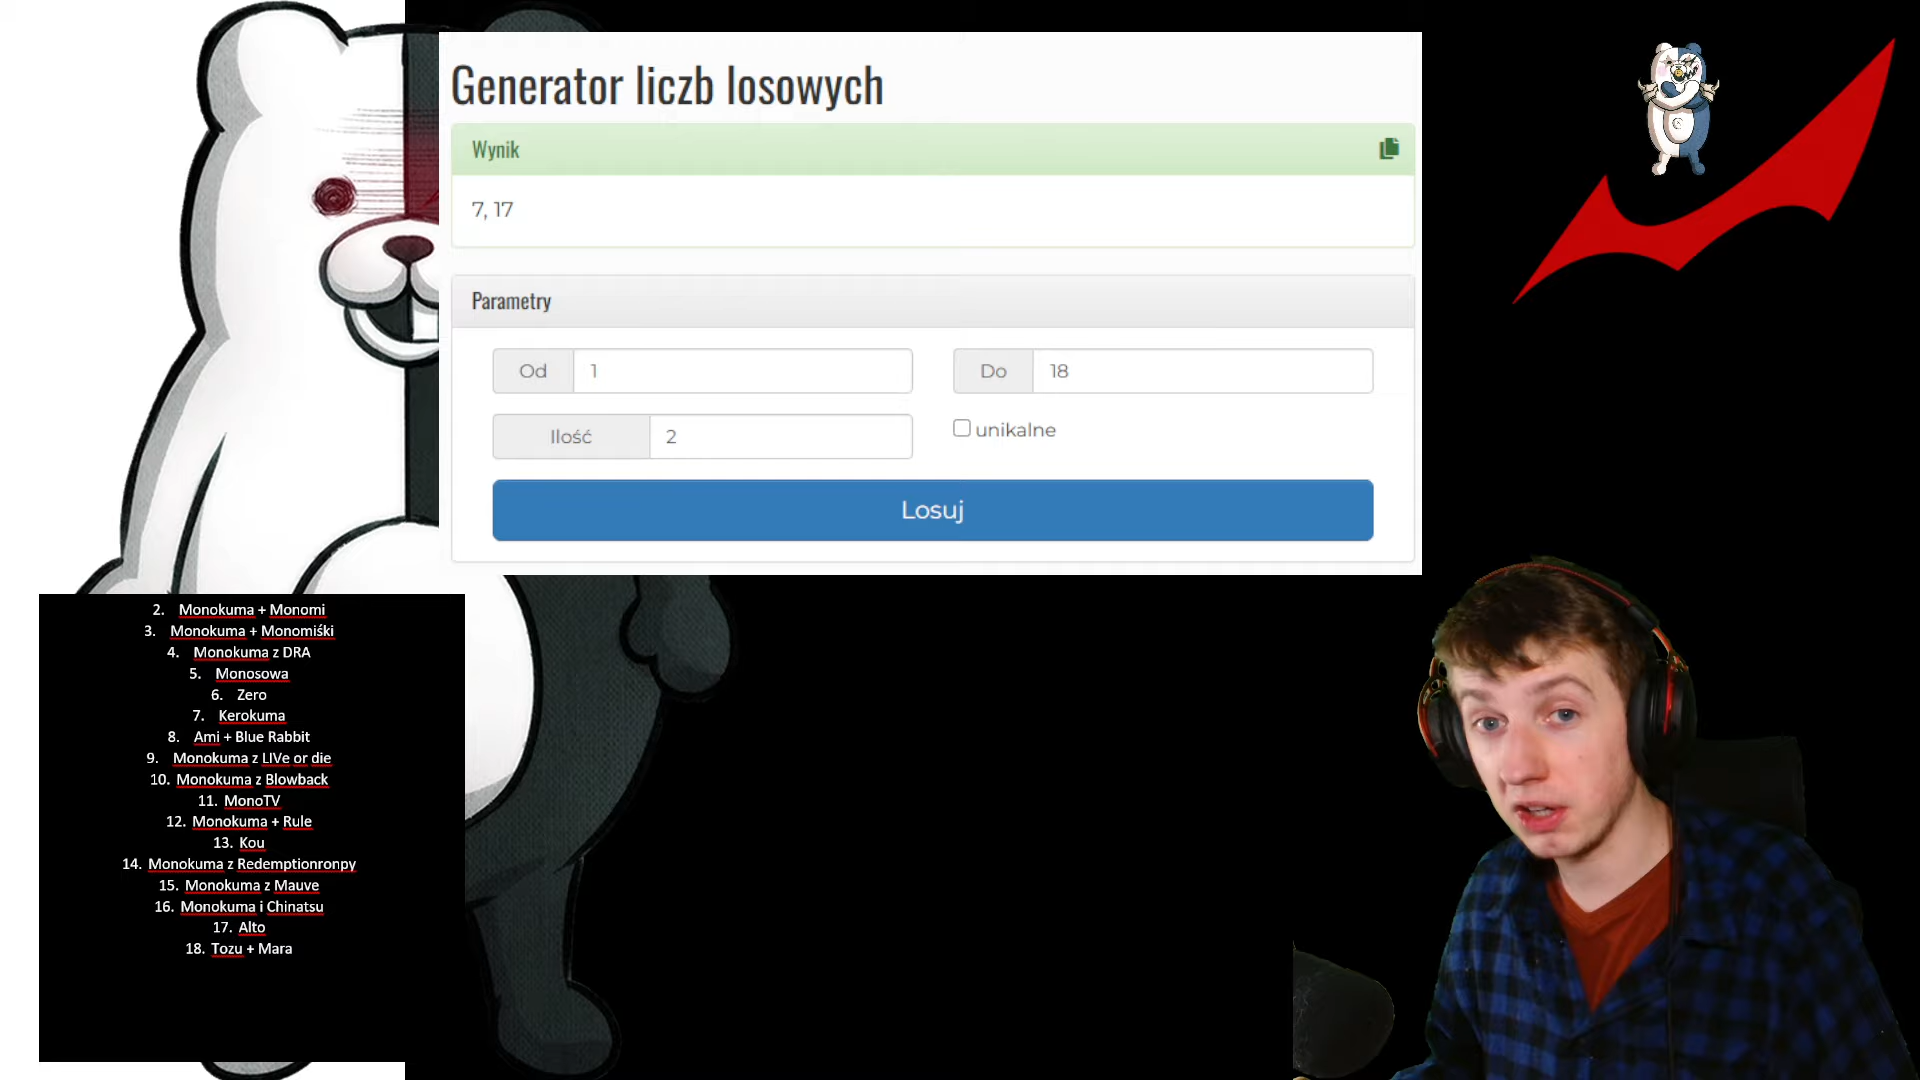 Generator liczb losowych
Wynik
7, 17
Parametry
Od 1
Do 18
Ilość 2
unikalne
Losuj
2. Monokuma + Monomi
3. Monokuma + Monomiśki
4. Monokuma z DRA
5. Monosowa
6. Zero
7. Kerokuma
8. Ami + Blue Rabbit
9. Monokuma z LIVe or die
10. Monokuma z Blowback
11. MonoTV
12. Monokuma + Rule
13. Kou
14. Monokuma z Redemptionronpy
15. Monokuma z Mauve
16. Monokuma i Chinatsu
17. Alto
18. Tozu + Mara